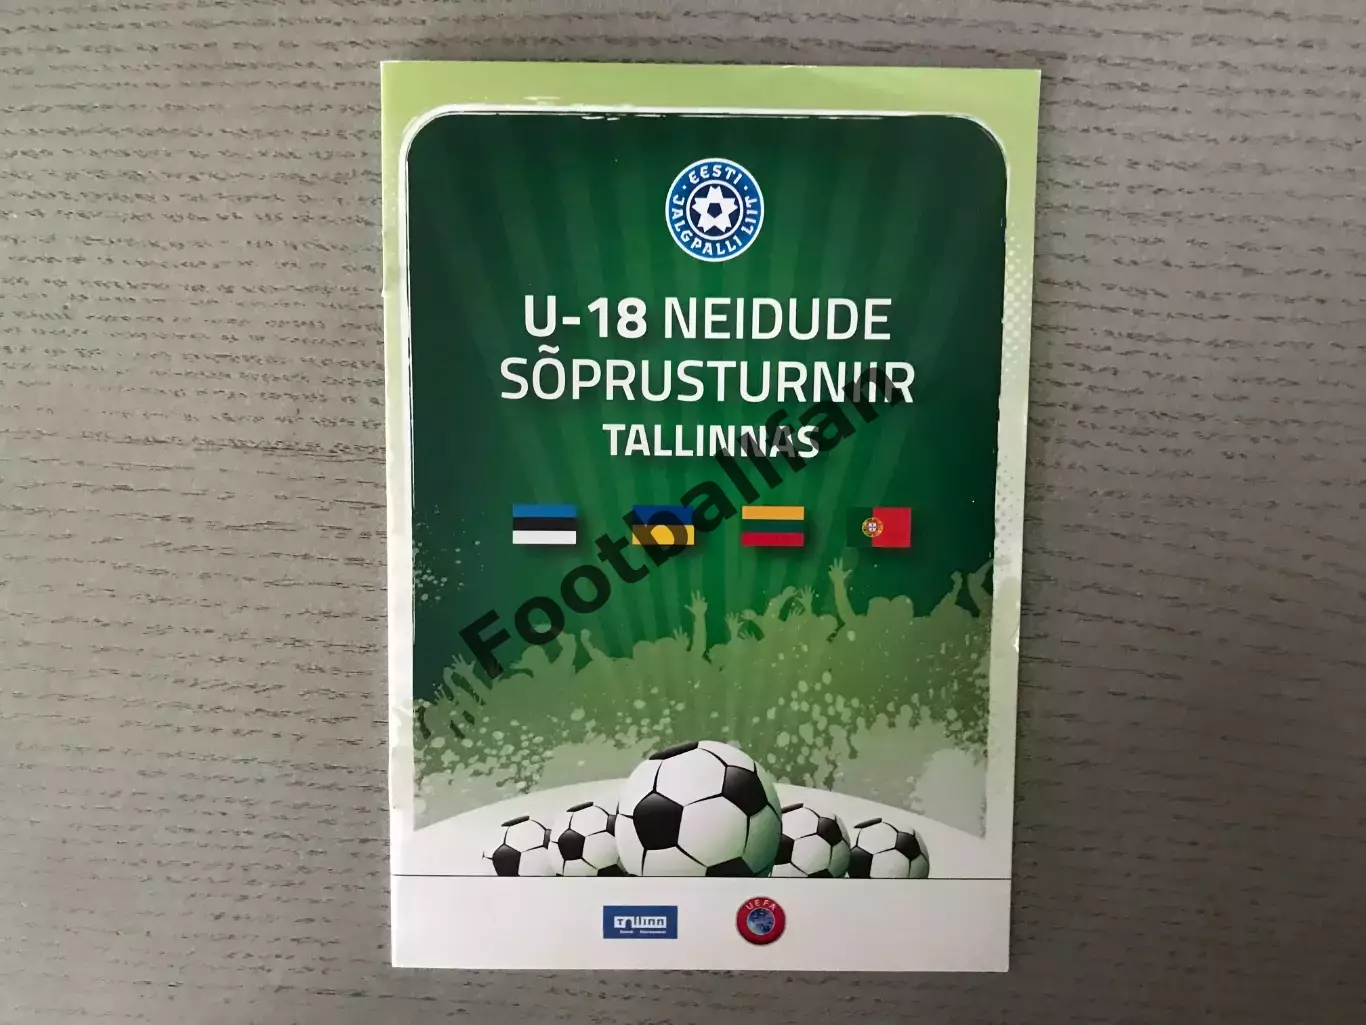 EESTI
JALGPALLI LIIT
U-18 NEIDUDE
SÕPRUSTURNIIR
TALLINNAS
Footballfan
Tallinn
UEFA